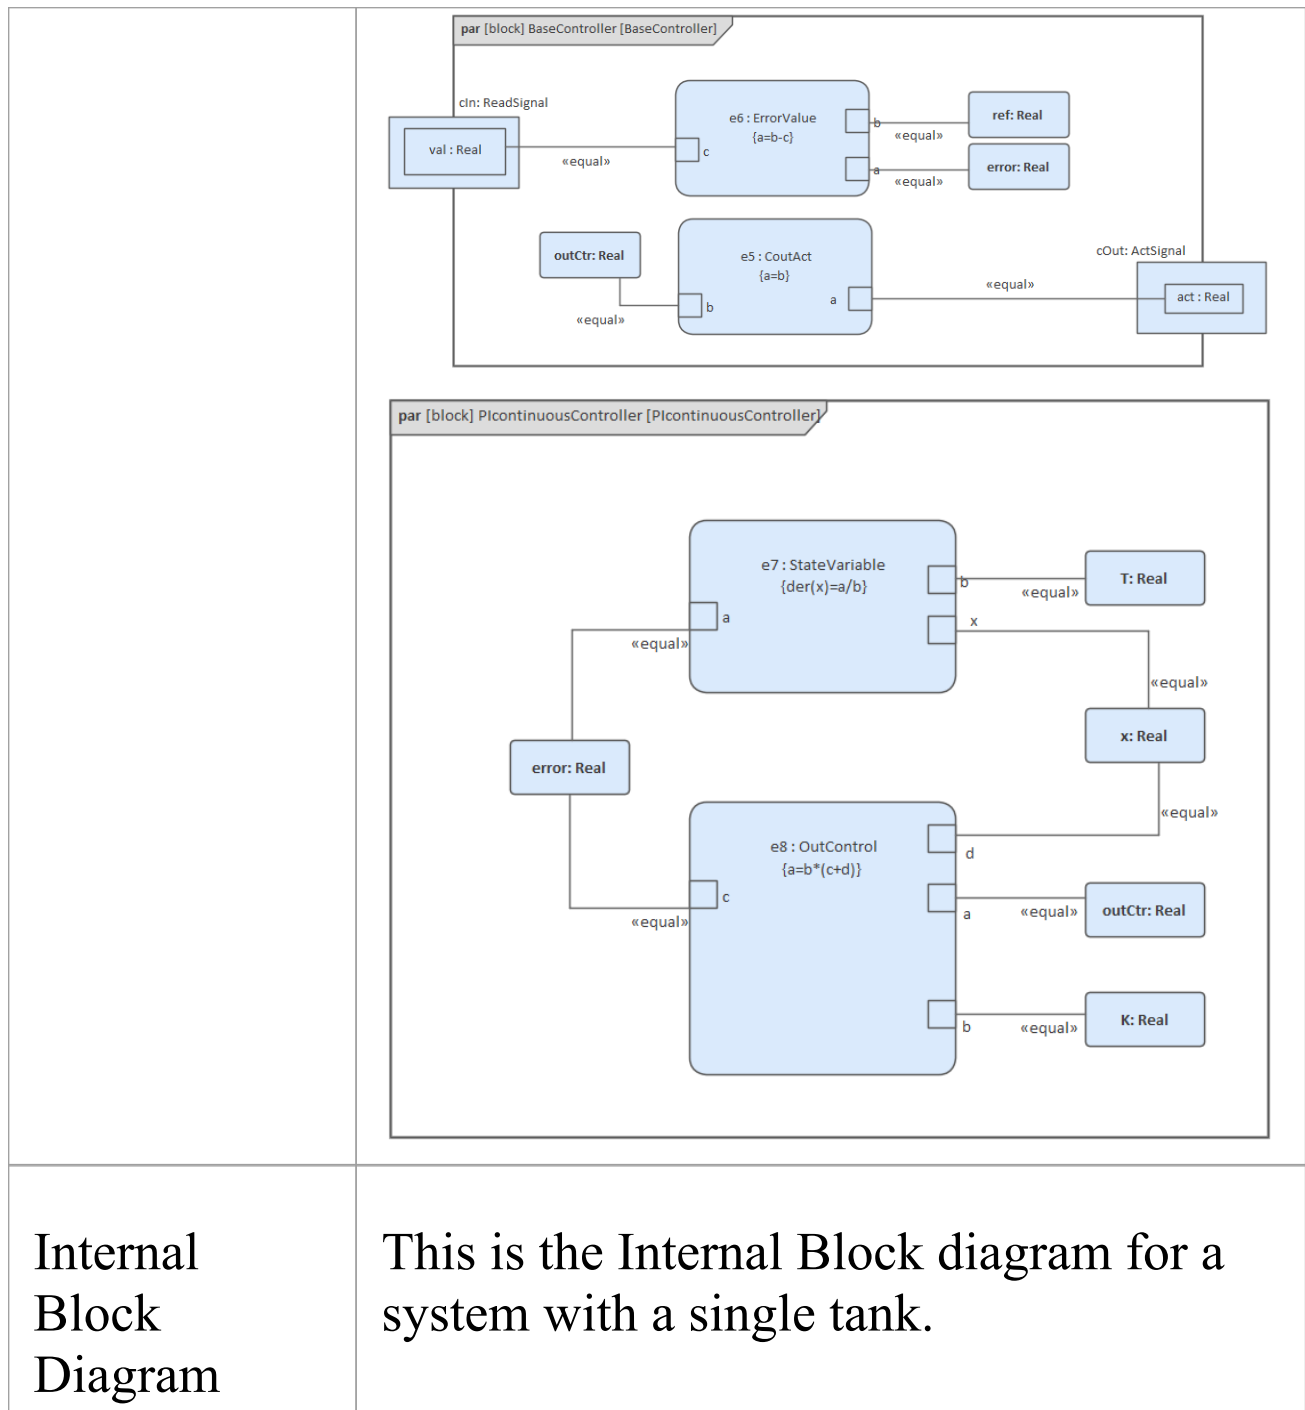 par [block] BaseController [BaseController]
cIn: ReadSignal
val : Real
«equal»
c
e6 : ErrorValue
{a=b-c}
b
«equal»
ref: Real
a
«equal»
error: Real
outCtr: Real
«equal»
b
e5 : CoutAct
{a=b}
a
«equal»
cOut: ActSignal
act : Real
par [block] PIcontinuousController [PIcontinuousController]
e7 : StateVariable
{der(x)=a/b}
b
«equal»
T: Real
a
«equal»
x
«equal»
x: Real
error: Real
«equal»
e8 : OutControl
{a=b*(c+d)}
d
c
«equal»
a
«equal»
outCtr: Real
b
«equal»
K: Real
Internal
Block
Diagram
This is the Internal Block diagram for a
system with a single tank.